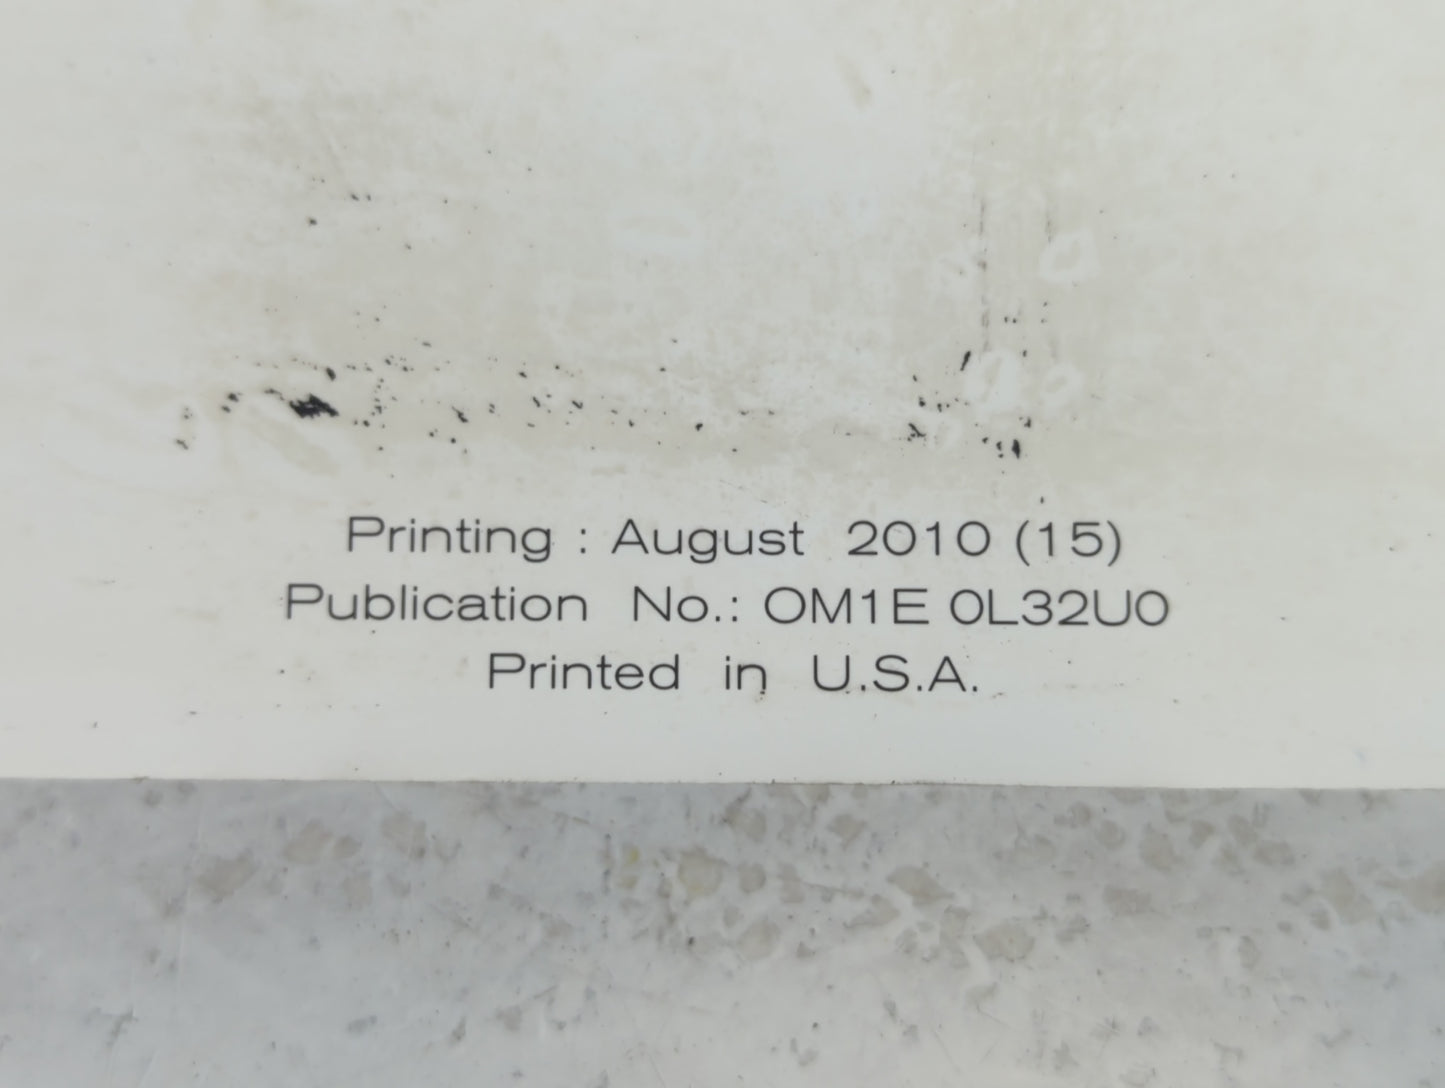 Printing : August 2010 (15)
Publication No.: OM1E 0L32U0
Printed in U.S.A.